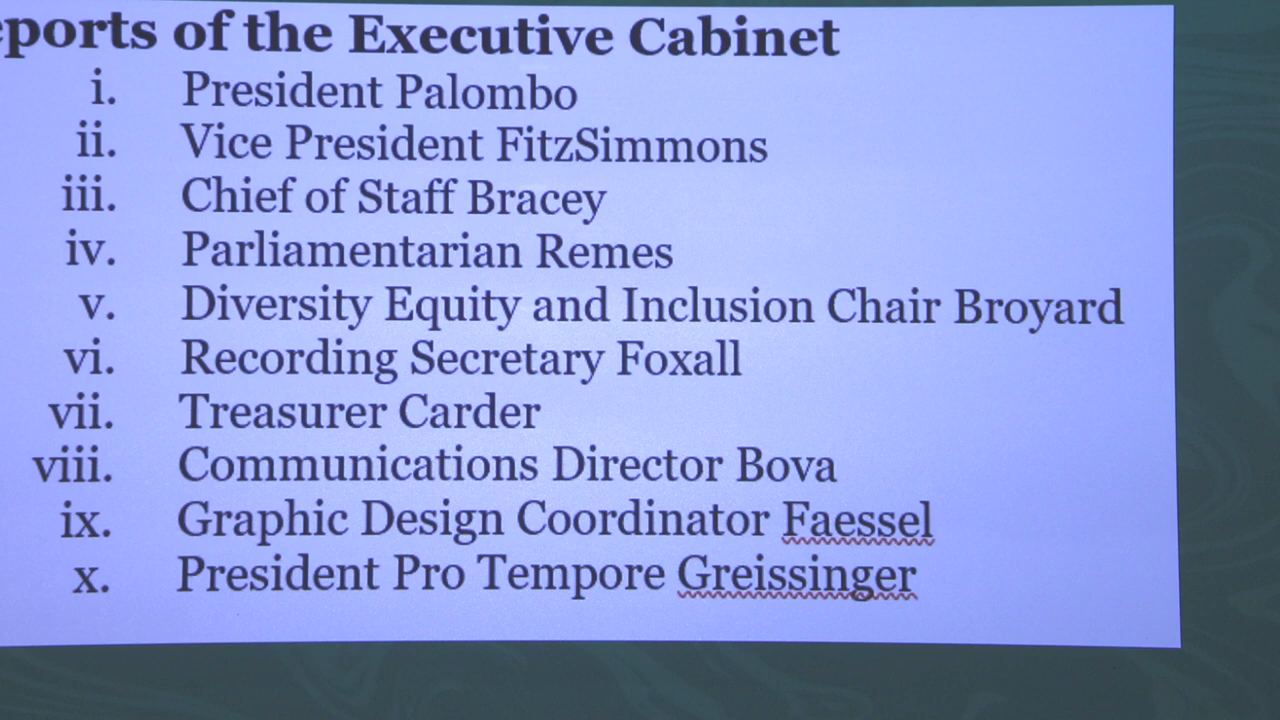 eports of the Executive Cabinet
i. President Palombo
ii. Vice President FitzSimmons
iii. Chief of Staff Bracey
iv. Parliamentarian Remes
v. Diversity Equity and Inclusion Chair Broyard
vi. Recording Secretary Foxall
vii. Treasurer Carder
viii. Communications Director Bova
ix. Graphic Design Coordinator Faessel
x. President Pro Tempore Greissinger